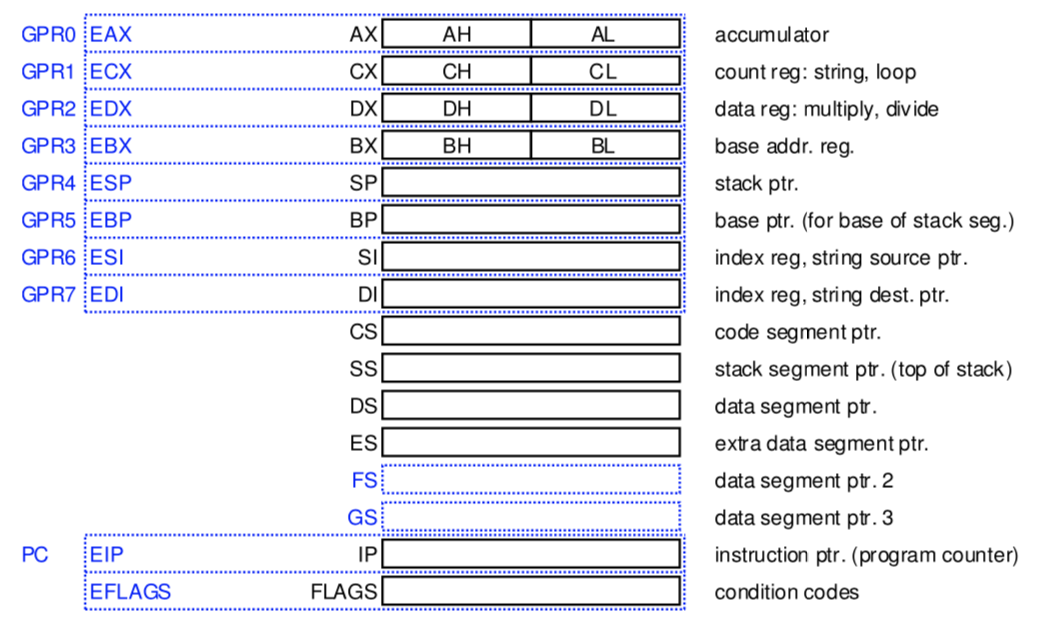 GPR0 EAX AX AH AL accumulator
GPR1 ECX CX CH CL count reg: string, loop
GPR2 EDX DX DH DL data reg: multiply, divide
GPR3 EBX BX BH BL base addr. reg.
GPR4 ESP SP stack ptr.
GPR5 EBP BP base ptr. (for base of stack seg.)
GPR6 ESI SI index reg, string source ptr.
GPR7 EDI DI index reg, string dest. ptr.
CS code segment ptr.
SS stack segment ptr. (top of stack)
DS data segment ptr.
ES extra data segment ptr.
FS data segment ptr. 2
GS data segment ptr. 3
PC EIP IP instruction ptr. (program counter)
EFLAGS FLAGS condition codes